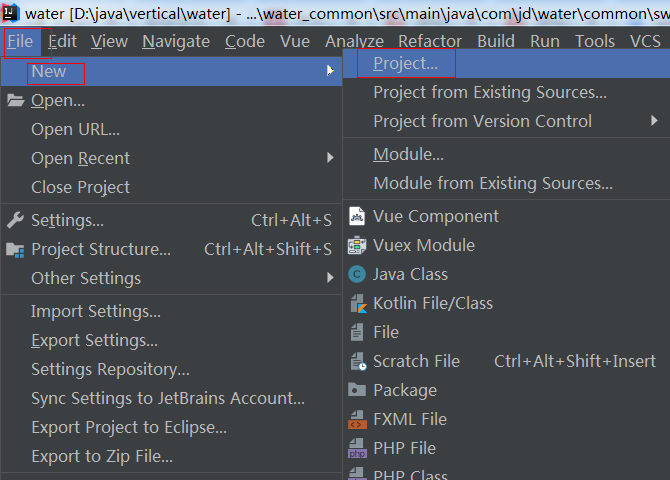 water [D:\java\vertical\water] - ...\water_common\src\main\java\com\jd\water\common\sw
File Edit View Navigate Code Vue Analyze Refactor Build Run Tools VCS
New
Open...
Open URL...
Open Recent
Close Project
Settings... Ctrl+Alt+S
Project Structure... Ctrl+Alt+Shift+S
Other Settings
Import Settings...
Export Settings...
Settings Repository...
Sync Settings to JetBrains Account...
Export Project to Eclipse...
Export to Zip File...
Project...
Project from Existing Sources...
Project from Version Control
Module...
Module from Existing Sources...
Vue Component
Vuex Module
Java Class
Kotlin File/Class
File
Scratch File Ctrl+Alt+Shift+Insert
Package
FXML File
PHP File
PHP Class